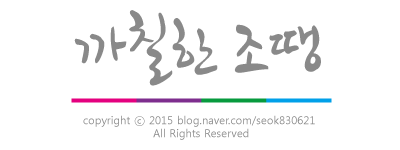 까칠한 조땡
copyright ⓒ 2015 blog.naver.com/seok830621
All Rights Reserved